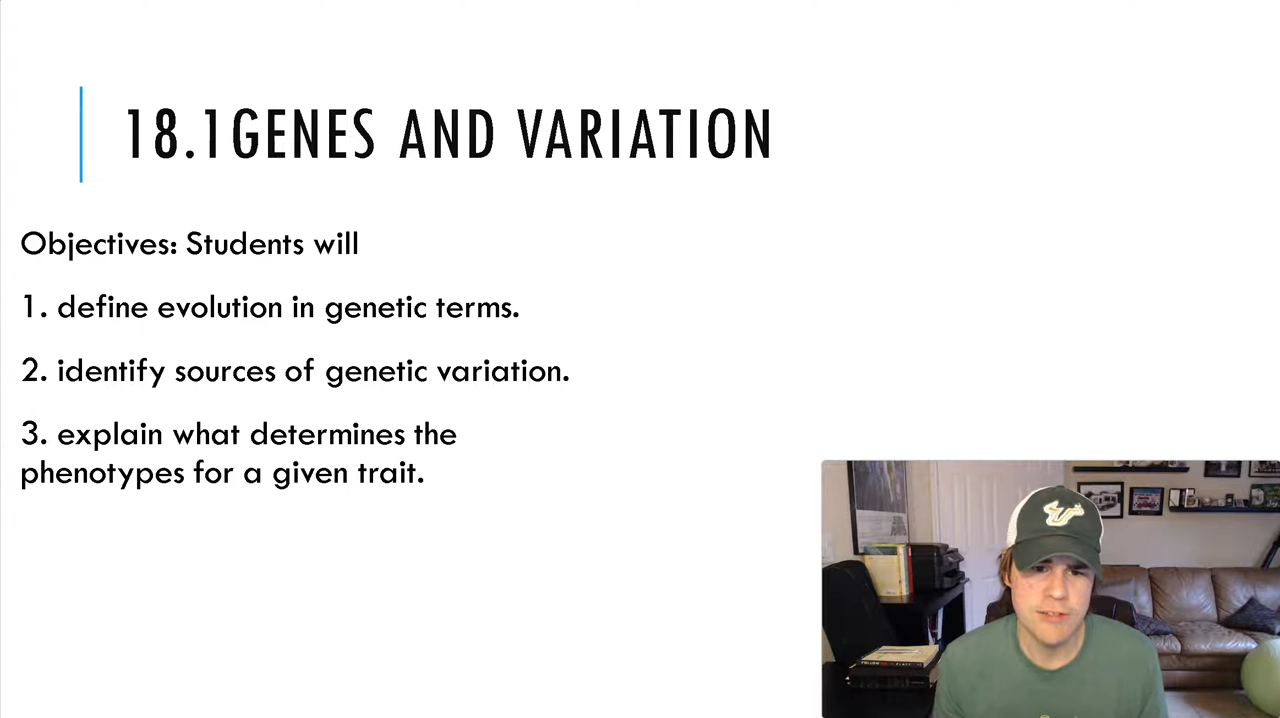 18.1GENES AND VARIATION
Objectives: Students will
1. define evolution in genetic terms.
2. identify sources of genetic variation.
3. explain what determines the
phenotypes for a given trait.